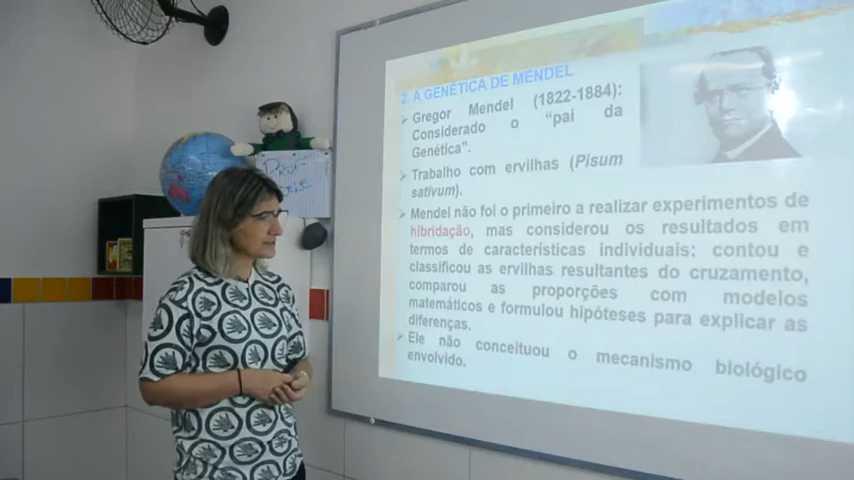 2. A GENÉTICA DE MENDEL
Gregor Mendel (1822-1884):
Considerado o "pai da
Genética".
Trabalho com ervilhas (Pisum
sativum).
Mendel não foi o primeiro a realizar experimentos de
hibridação, mas considerou os resultados em
termos de características individuais: contou e
classificou as ervilhas resultantes do cruzamento,
comparou as proporções com modelos
matemáticos e formulou hipóteses para explicar as
diferenças.
Ele não conceituou o mecanismo biológico
envolvido.